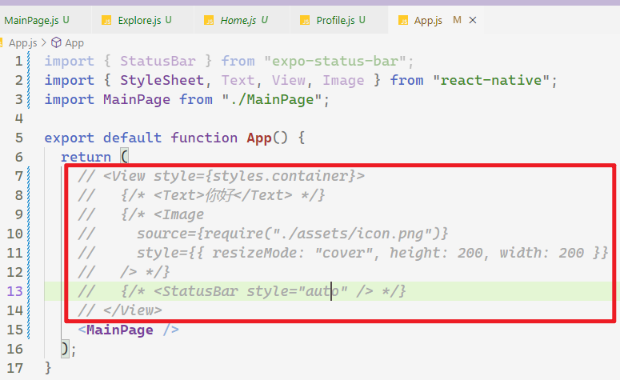 MainPage.js U Explore.js U Home.js U Profile.js U App.js M
App.js > App
1 import { StatusBar } from "expo-status-bar";
2 import { StyleSheet, Text, View, Image } from "react-native";
3 import MainPage from "./MainPage";
4
5 export default function App() {
6 return (
7 // <View style={styles.container}>
8 // {/* <Text>你好</Text> */}
9 // {/* <Image
10 // source={require("./assets/icon.png")}
11 // style={{ resizeMode: "cover", height: 200, width: 200 }}
12 // /> */}
13 // {/* <StatusBar style="auto" /> */}
14 // </View>
15 <MainPage />
16 );
17 }